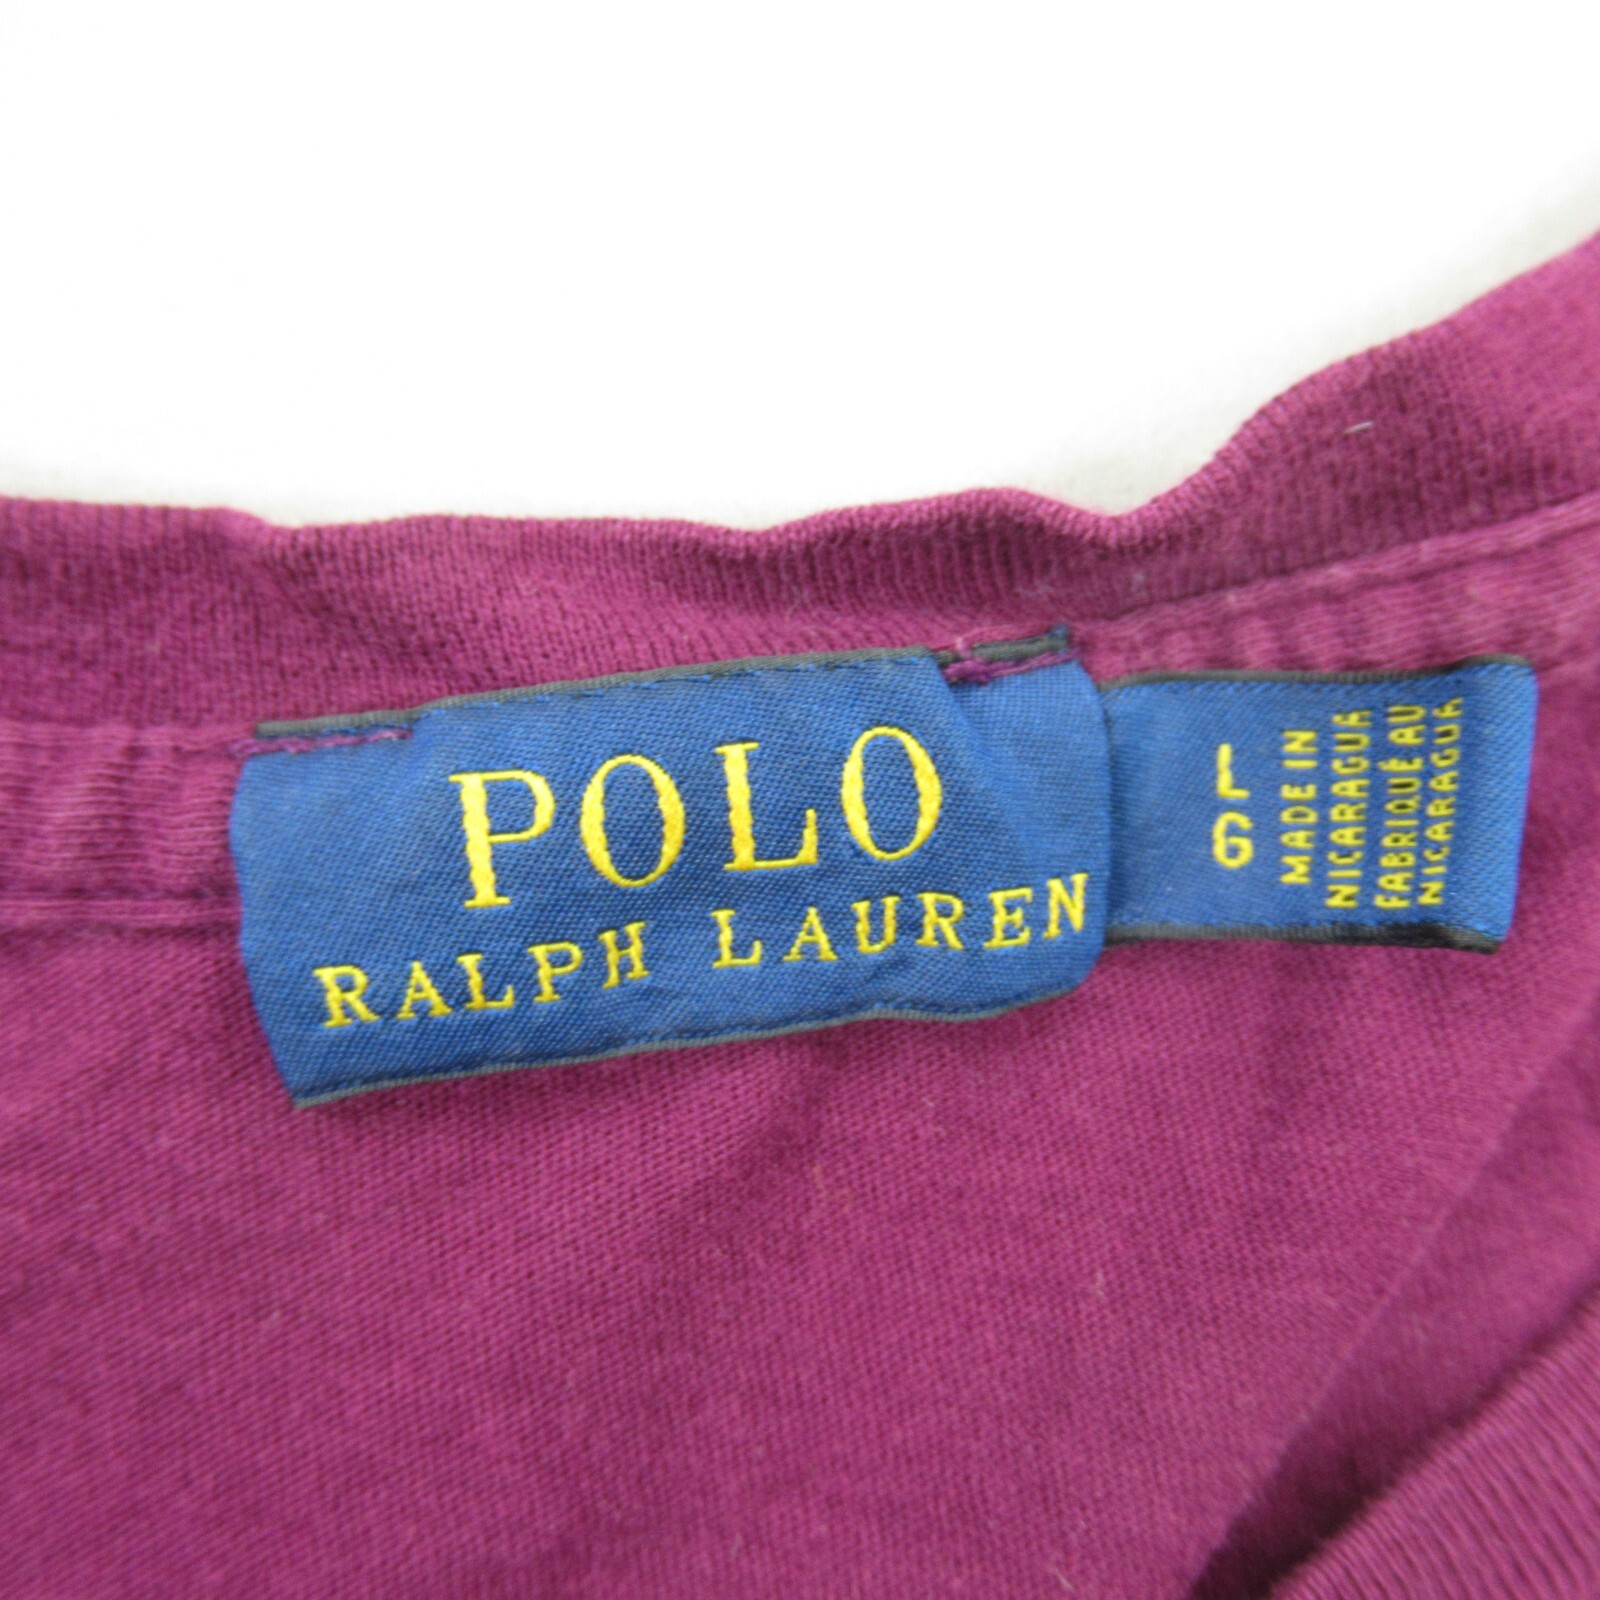 POLO
RALPH LAUREN
L
G
MADE IN
NICARAGUA
FABRIQUÉ AU
NICARAGUA